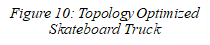 Figure 10: Topology Optimized
Skateboard Truck